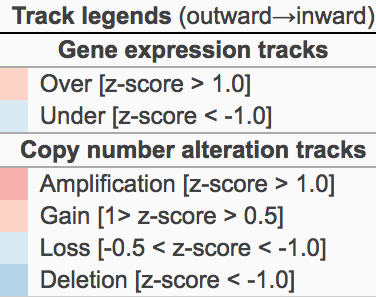 Track legends (outward→inward)
Gene expression tracks
Over [z-score > 1.0]
Under [z-score < -1.0]
Copy number alteration tracks
Amplification [z-score > 1.0]
Gain [1> z-score > 0.5]
Loss [-0.5 < z-score < -1.0]
Deletion [z-score < -1.0]